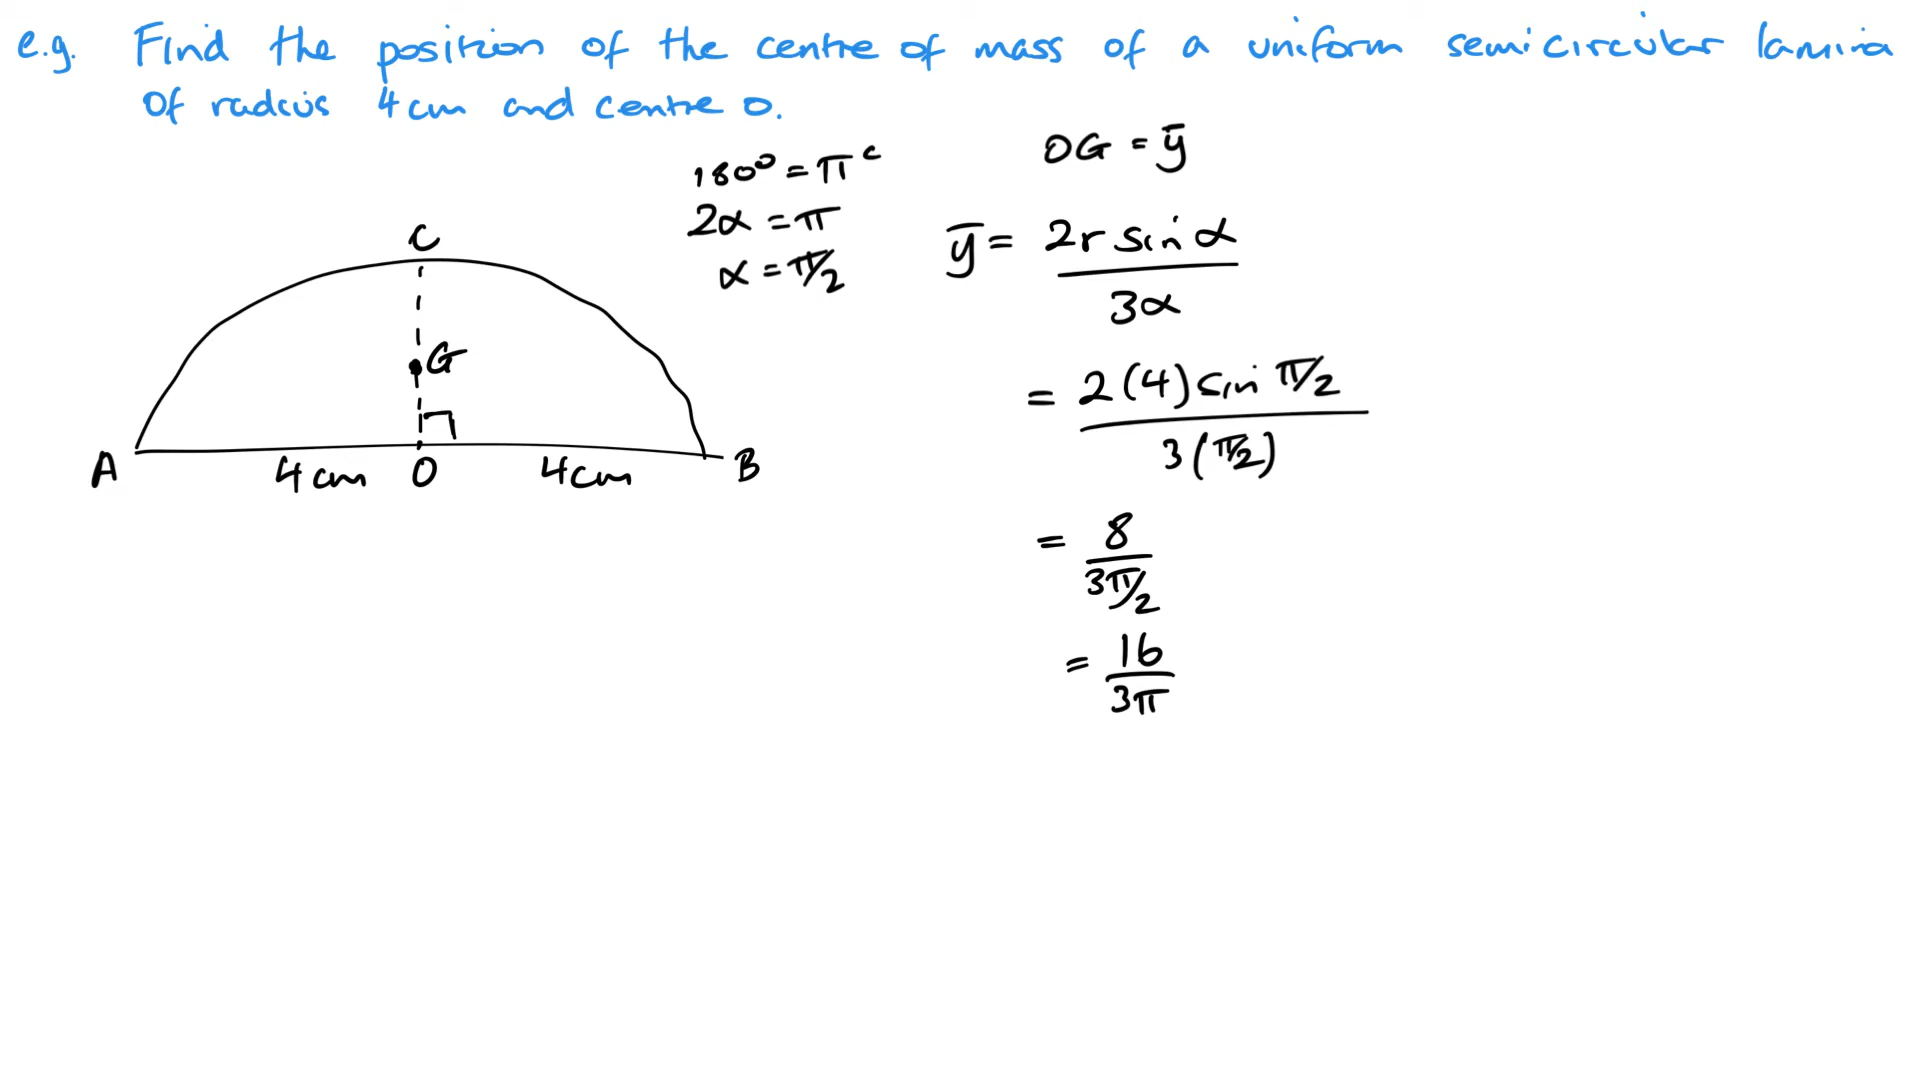 e.g. Find the position of the centre of mass of a uniform semicircular lamina
of radius 4cm and centre O.
180° = π^c
2α = π
α = π/2
C
G
A
4cm
O
4cm
B
OG = ȳ
ȳ = 2r sin α / 3α
= 2(4) sin π/2 / 3(π/2)
= 8 / 3π/2
= 16 / 3π